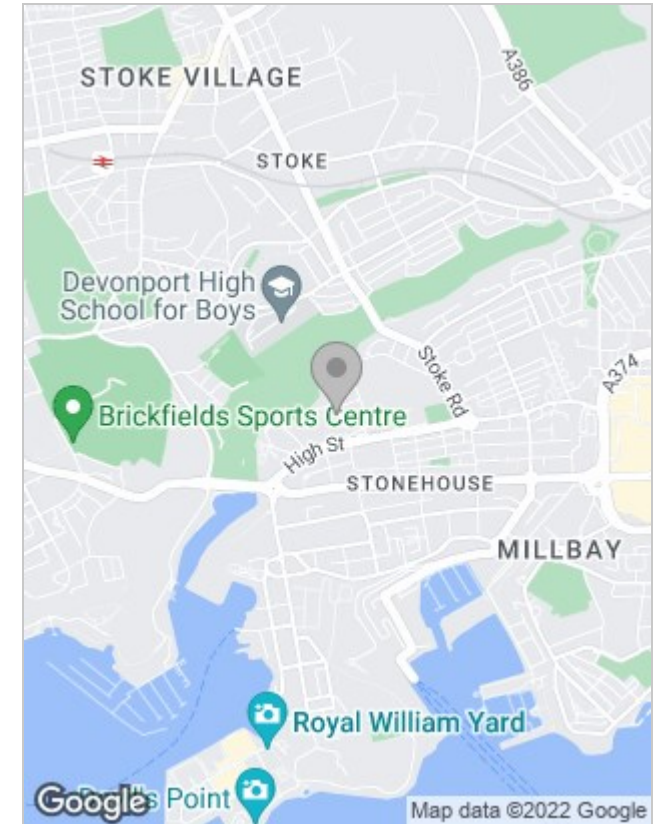 STOKE VILLAGE
A386
STOKE
Devonport High
School for Boys
Stoke Rd
A374
Brickfields Sports Centre
High St
STONEHOUSE
MILLBAY
Royal William Yard
Point
Google
Map data ©2022 Google